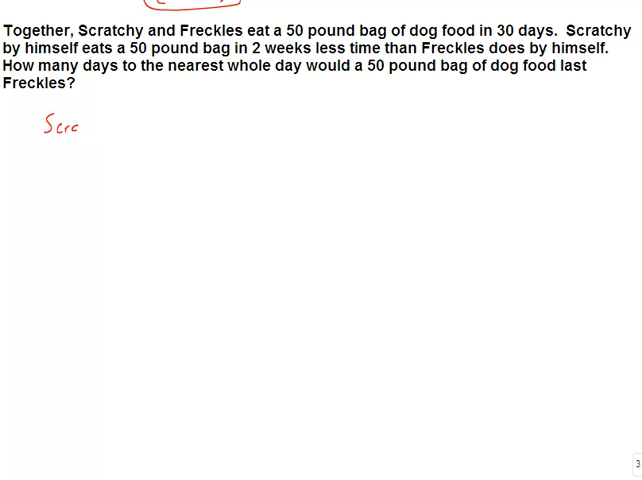 Together, Scratchy and Freckles eat a 50 pound bag of dog food in 30 days.  Scratchy
by himself eats a 50 pound bag in 2 weeks less time than Freckles does by himself.
How many days to the nearest whole day would a 50 pound bag of dog food last
Freckles?
Scra
3